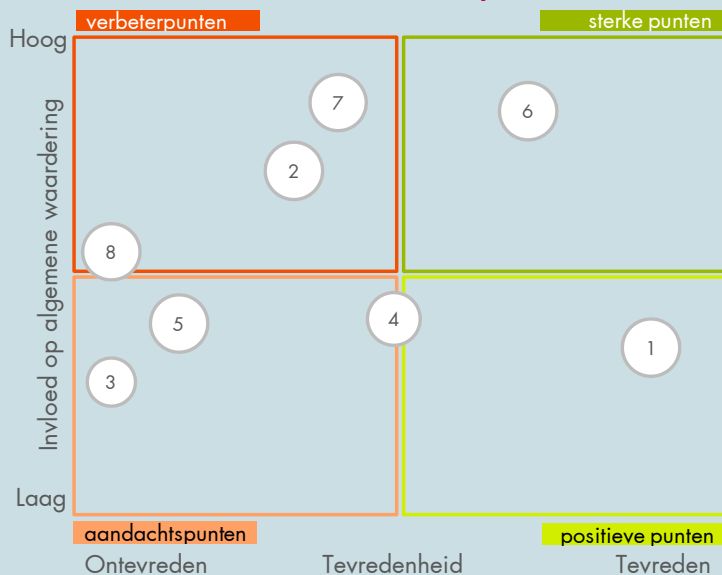 verbeterpunten
sterke punten
Hoog
7
6
2
Invloed op algemene waardering
8
4
5
1
3
Laag
aandachtspunten
positieve punten
Ontevreden
Tevredenheid
Tevreden